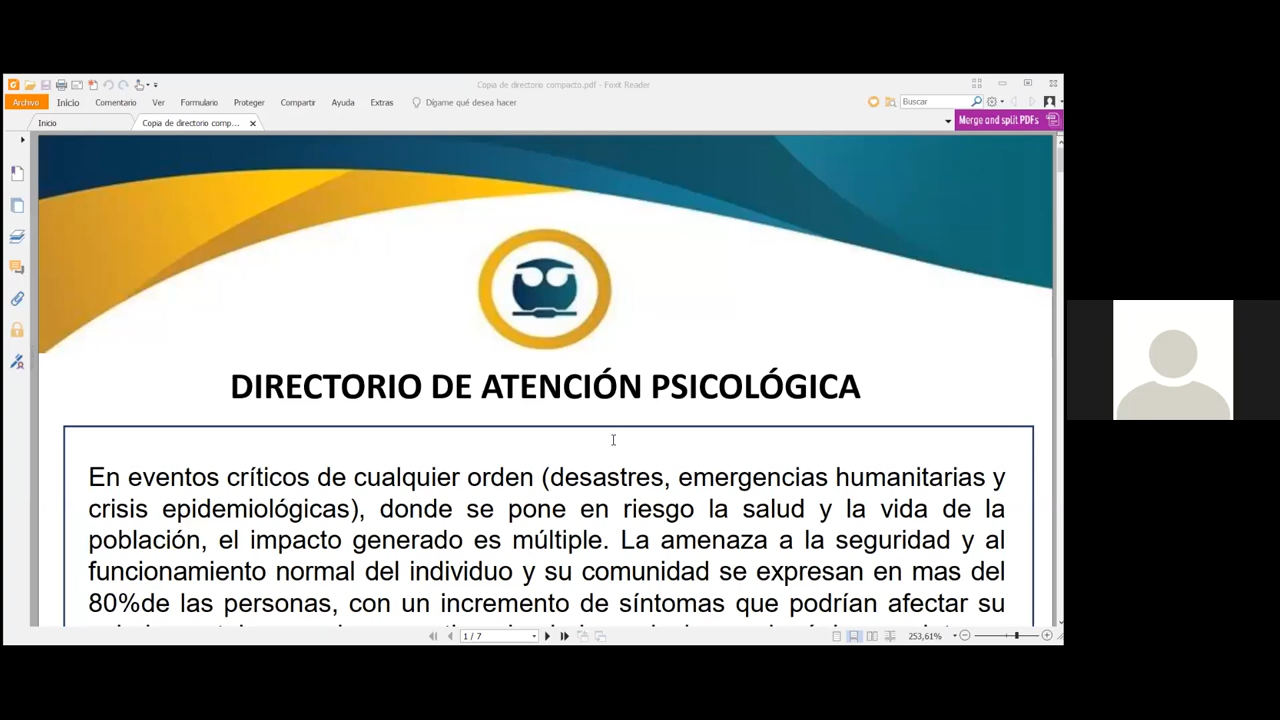 Copia de directorio compacto.pdf - Foxit Reader
Archivo Inicio Comentario Ver Formulario Proteger Compartir Ayuda Extras Dígame qué desea hacer Buscar
Inicio Copia de directorio comp... Merge and split PDFs
DIRECTORIO DE ATENCIÓN PSICOLÓGICA
En eventos críticos de cualquier orden (desastres, emergencias humanitarias y
crisis epidemiológicas), donde se pone en riesgo la salud y la vida de la
población, el impacto generado es múltiple. La amenaza a la seguridad y al
funcionamiento normal del individuo y su comunidad se expresan en mas del
80%de las personas, con un incremento de síntomas que podrían afectar su
1 / 7 253,61%